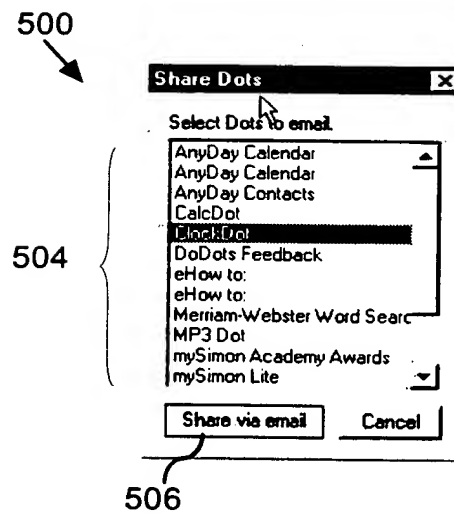 500
Share Dots
Select Dots to email.
AnyDay Calendar
AnyDay Calendar
AnyDay Contacts
CalcDot
ClockDot
DoDots Feedback
eHow to:
eHow to:
Merriam-Webster Word Searc
MP3 Dot
mySimon Academy Awards
mySimon Lite
504
Share via email Cancel
506